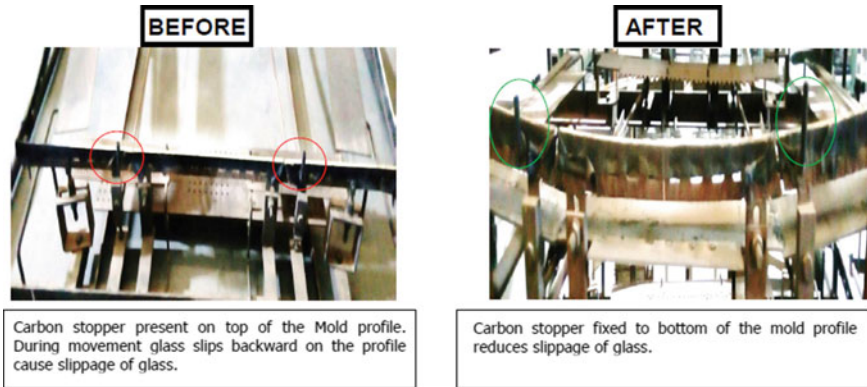 BEFORE
AFTER
Carbon stopper present on top of the Mold profile.
During movement glass slips backward on the profile
cause slippage of glass.
Carbon stopper fixed to bottom of the mold profile
reduces slippage of glass.